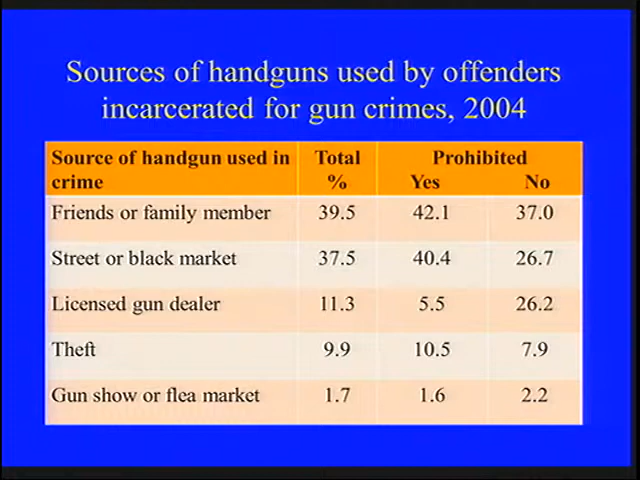 Sources of handguns used by offenders
incarcerated for gun crimes, 2004
Source of handgun used in Total Prohibited
crime % Yes No
Friends or family member 39.5 42.1 37.0
Street or black market 37.5 40.4 26.7
Licensed gun dealer 11.3 5.5 26.2
Theft 9.9 10.5 7.9
Gun show or flea market 1.7 1.6 2.2